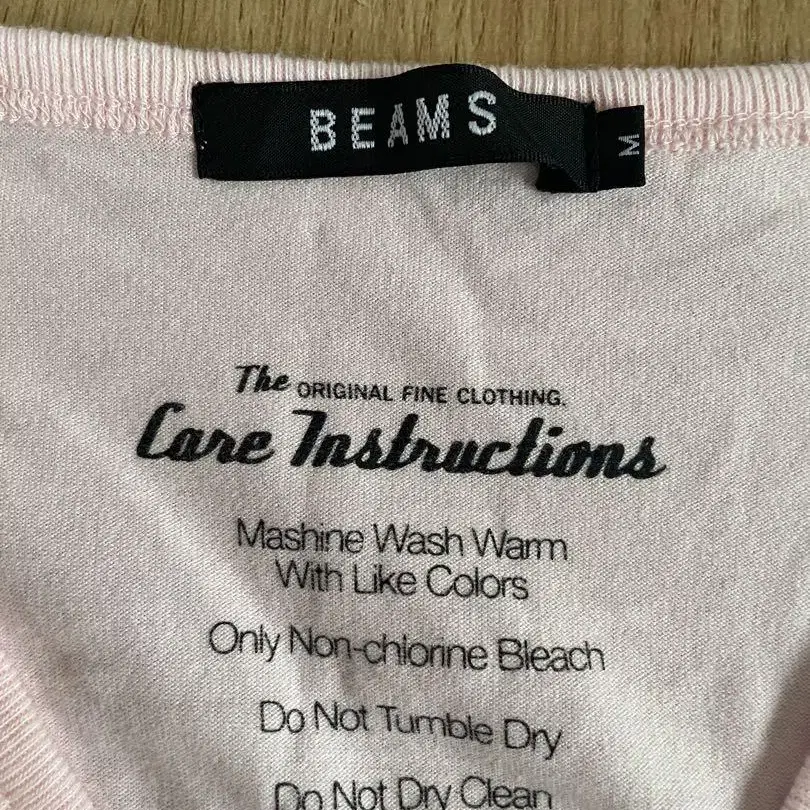 BEAMS
M
The ORIGINAL FINE CLOTHING.
Care Instructions
Mashine Wash Warm
With Like Colors
Only Non-chlorine Bleach
Do Not Tumble Dry
Do Not Dry Clean